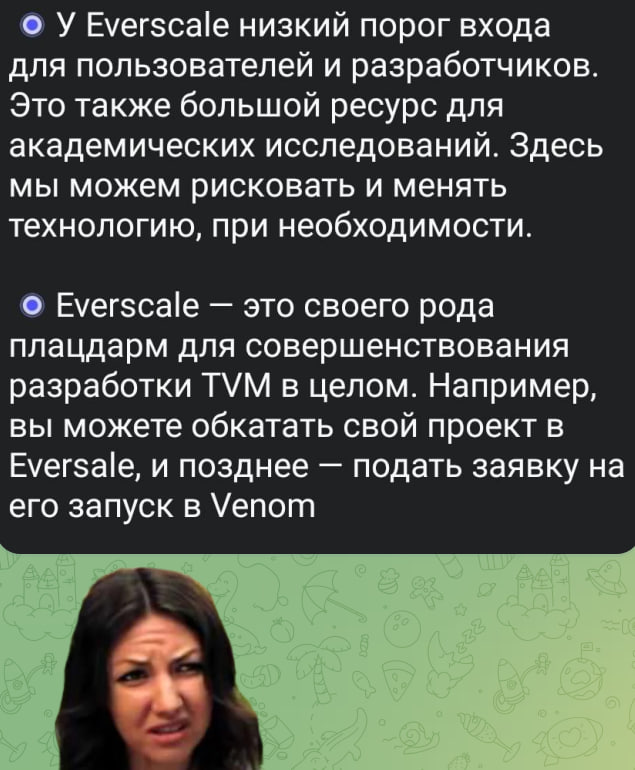 У Everscale низкий порог входа
для пользователей и разработчиков.
Это также большой ресурс для
академических исследований. Здесь
мы можем рисковать и менять
технологию, при необходимости.
Everscale — это своего рода
плацдарм для совершенствования
разработки TVM в целом. Например,
вы можете обкатать свой проект в
Eversale, и позднее — подать заявку на
его запуск в Venom